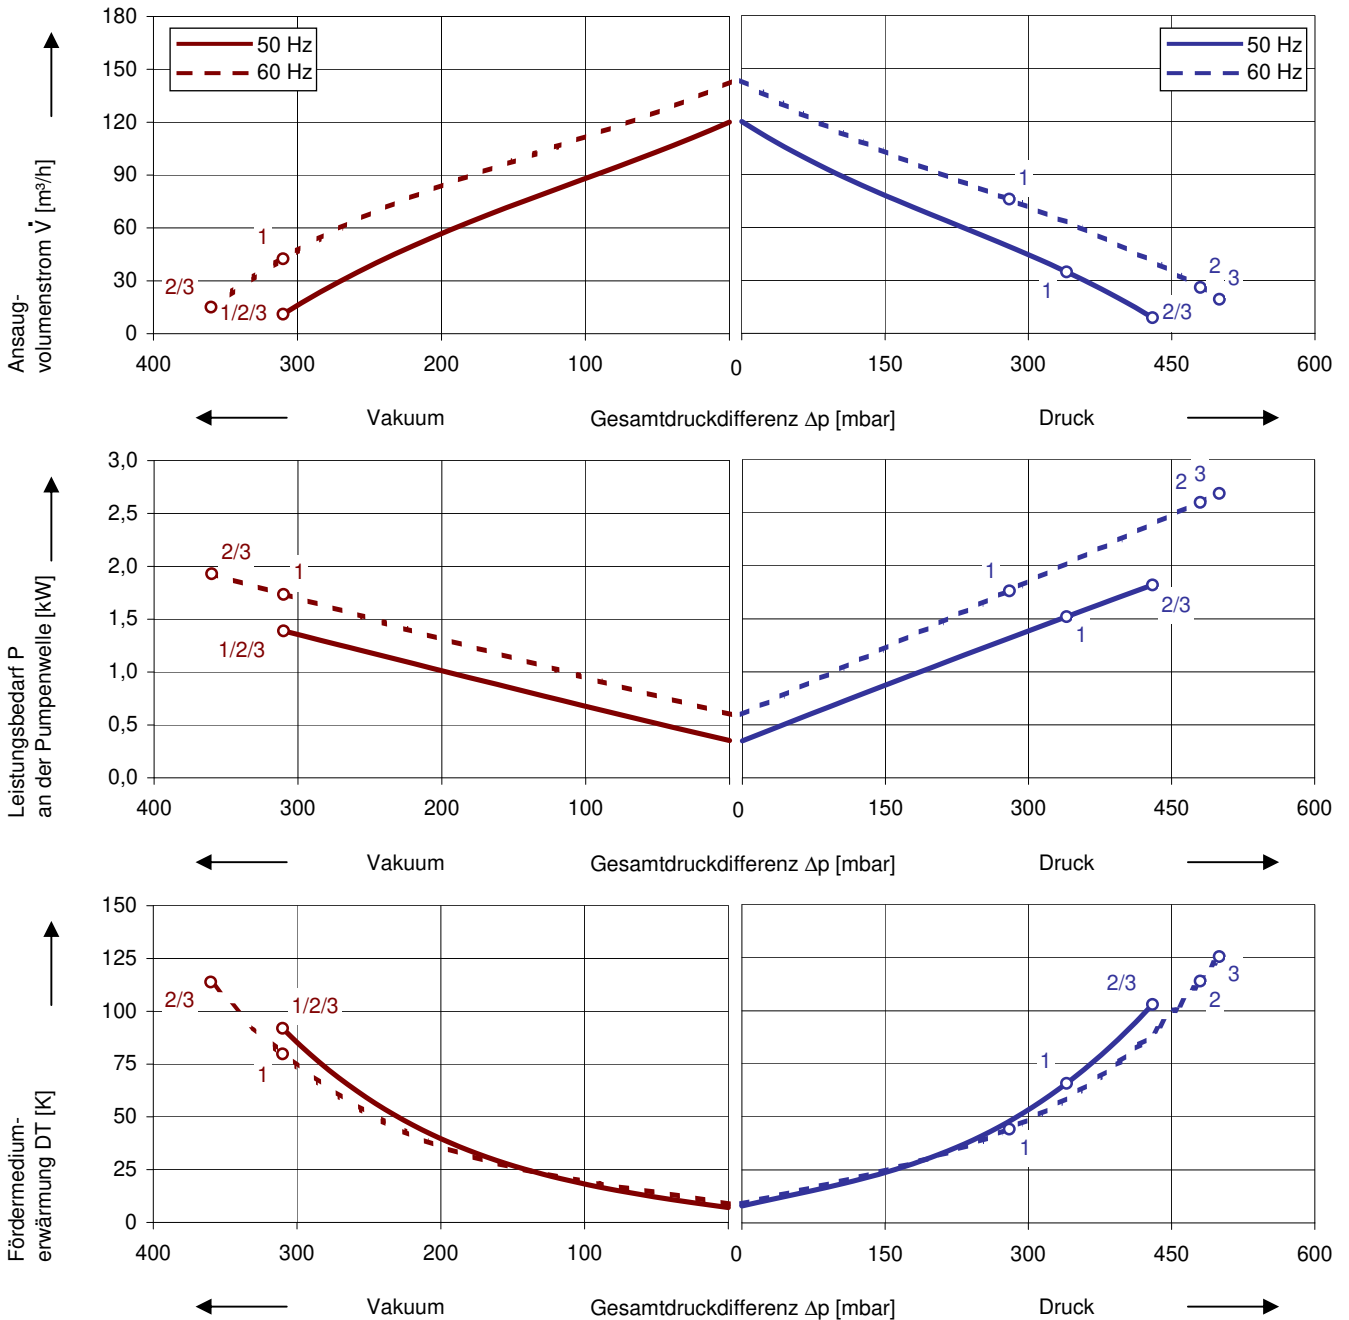 180
150
120
90
60
30
0
Ansaug-
volumenstrom V̇ [m³/h]
50 Hz
60 Hz
50 Hz
60 Hz
1
2/3
1/2/3
1
1
2
3
2/3
400 300 200 100 0 150 300 450 600
Vakuum Gesamtdruckdifferenz Δp [mbar] Druck
3,0
2,5
2,0
1,5
1,0
0,5
0,0
Leistungsbedarf P
an der Pumpenwelle [kW]
2/3
1
1/2/3
1
2
3
1
2/3
400 300 200 100 0 150 300 450 600
Vakuum Gesamtdruckdifferenz Δp [mbar] Druck
150
125
100
75
50
25
0
Fördermedium-
erwärmung DT [K]
2/3
1/2/3
1
2/3
1
1
3
2
400 300 200 100 0 150 300 450 600
Vakuum Gesamtdruckdifferenz Δp [mbar] Druck